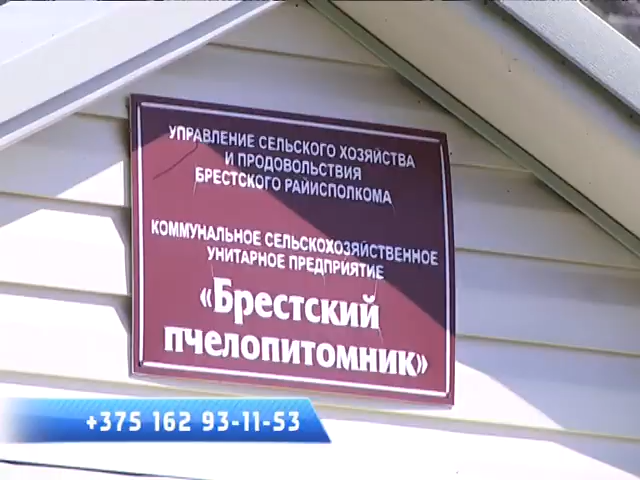 УПРАВЛЕНИЕ СЕЛЬСКОГО ХОЗЯЙСТВА
И ПРОДОВОЛЬСТВИЯ
БРЕСТСКОГО РАЙИСПОЛКОМА
КОММУНАЛЬНОЕ СЕЛЬСКОХОЗЯЙСТВЕННОЕ
УНИТАРНОЕ ПРЕДПРИЯТИЕ
«Брестский
пчелопитомник»
+375 162 93-11-53